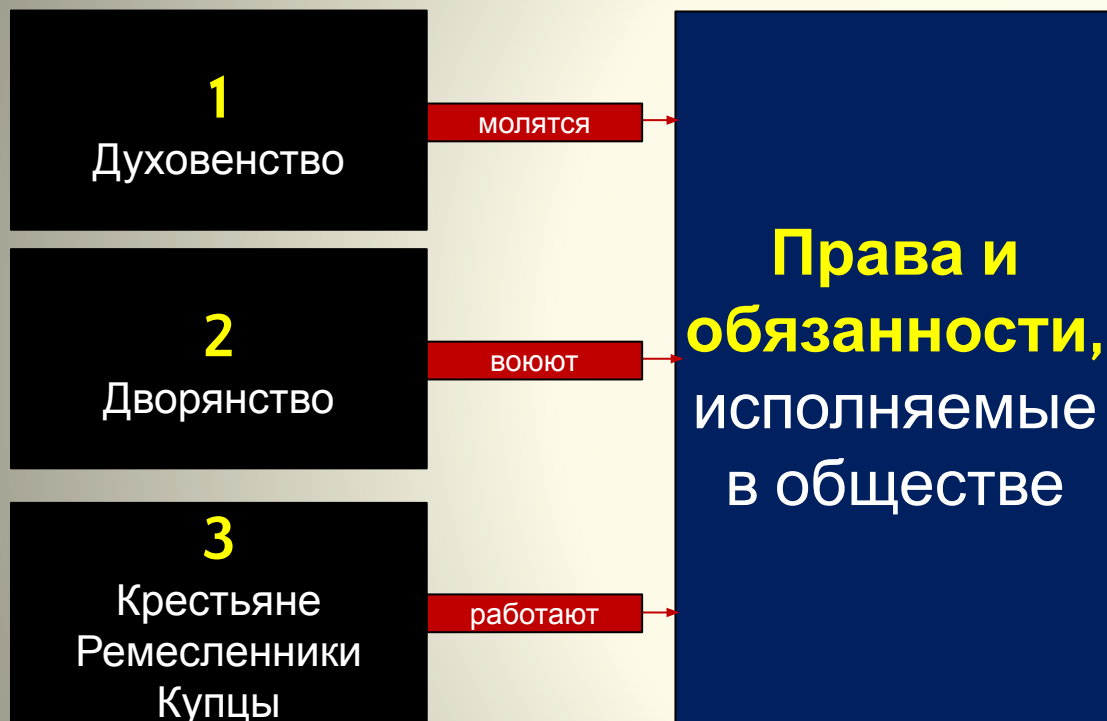 1
Духовенство
молятся
2
Дворянство
воюют
3
Крестьяне
Ремесленники
Купцы
работают
Права и
обязанности,
исполняемые
в обществе